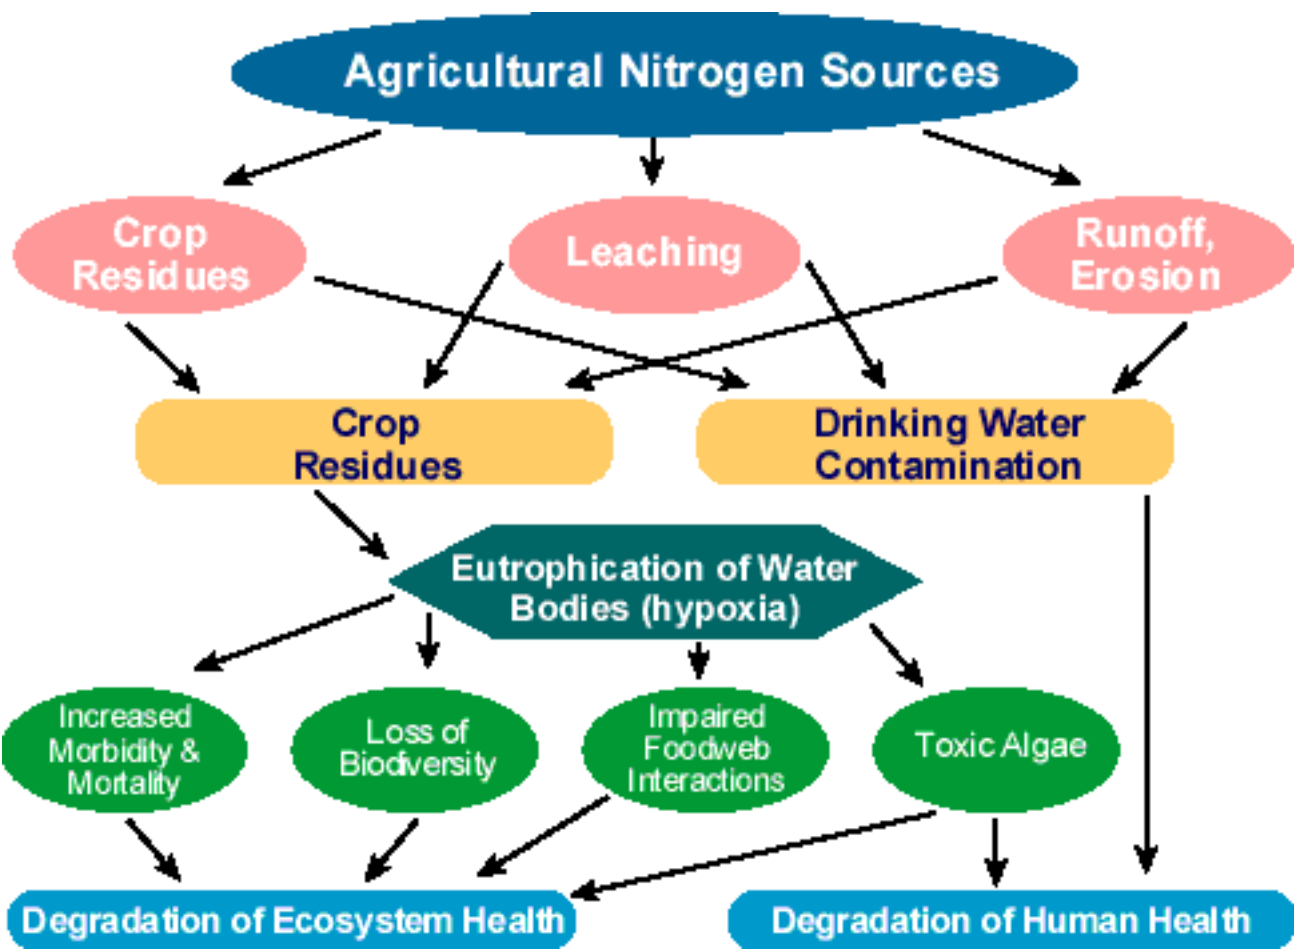 Agricultural Nitrogen Sources
Crop
Residues
Leaching
Runoff,
Erosion
Crop
Residues
Drinking Water
Contamination
Eutrophication of Water
Bodies (hypoxia)
Increased
Morbidity &
Mortality
Loss of
Biodiversity
Impaired
Foodweb
Interactions
Toxic Algae
Degradation of Ecosystem Health
Degradation of Human Health